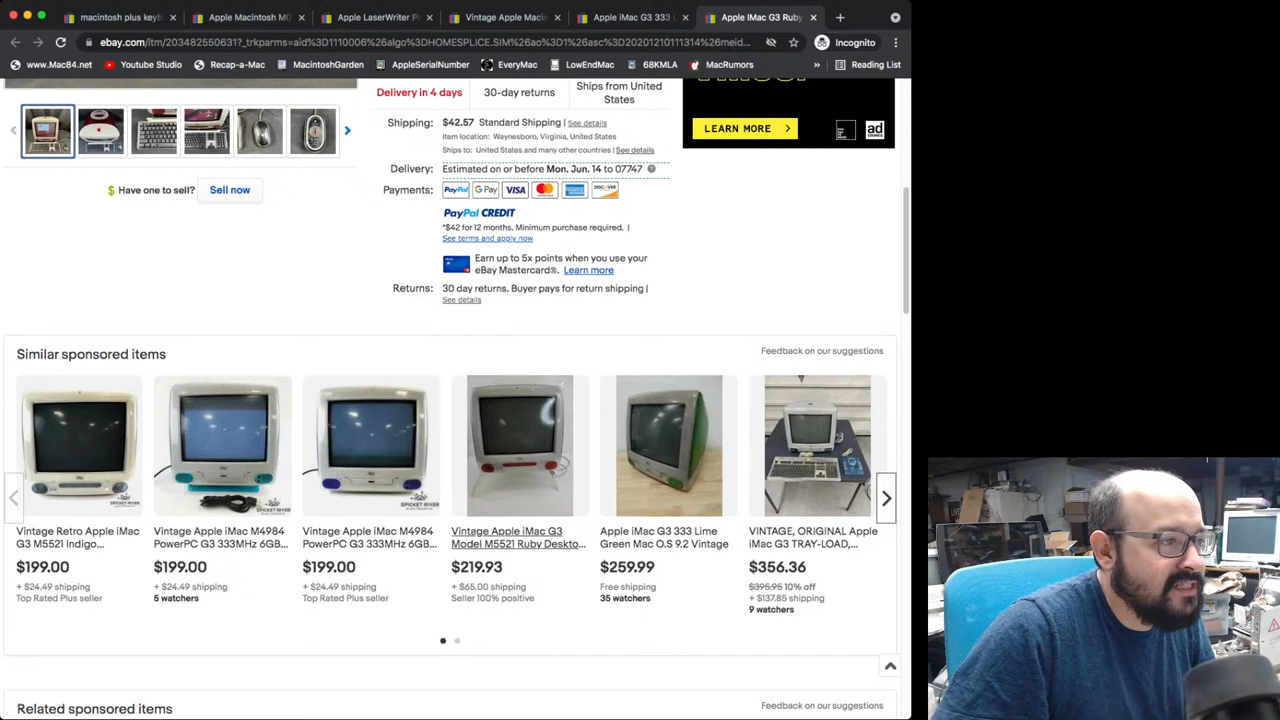 macintosh plus keyb
Apple Macintosh M0
Apple LaserWriter P
Vintage Apple Macin
Apple iMac G3 333 L
Apple IMac G3 Ruby
ebay.com/itm/203482550631?_trkparms=aid%3D1110006%26algo%3DHOMESPLICE.SIM%26ao%3D1%26asc%3D20201210111314%26meid...
Incognito
www.Mac84.net
Youtube Studio
Recap-a-Mac
MacintoshGarden
AppleSerialNumber
EveryMac
LowEndMac
68KMLA
MacRumors
»
Reading List
Delivery in 4 days
30-day returns
Ships from United
States
LEARN MORE
ad
COUNCIL
Shipping: $42.57 Standard Shipping | See details
Item location: Waynesboro, Virginia, United States
Ships to: United States and many other countries | See details
Delivery: Estimated on or before Mon. Jun. 14 to 07747
Payments: PayPal G Pay VISA
DISCOVER
$ Have one to sell? Sell now
PayPal CREDIT
*$42 for 12 months. Minimum purchase required. |
See terms and apply now
Earn up to 5x points when you use your
eBay Mastercard®. Learn more
Returns: 30 day returns. Buyer pays for return shipping |
See details
Similar sponsored items
Feedback on our suggestions
SPICKET RIVER
SPICKET RIVER
SPICKET RIVER
Vintage Retro Apple iMac
G3 M5521 Indigo...
$199.00
+ $24.49 shipping
Top Rated Plus seller
Vintage Apple iMac M4984
PowerPC G3 333MHz 6GB...
$199.00
+ $24.49 shipping
5 watchers
Vintage Apple iMac M4984
PowerPC G3 333MHz 6GB...
$199.00
+ $24.49 shipping
Top Rated Plus seller
Vintage Apple iMac G3
Model M5521 Ruby Deskto...
$219.93
+ $65.00 shipping
Seller 100% positive
Apple iMac G3 333 Lime
Green Mac O.S 9.2 Vintage
$259.99
Free shipping
35 watchers
VINTAGE, ORIGINAL Apple
iMac G3 TRAY-LOAD,...
$356.36
$395.95 10% off
+ $137.85 shipping
9 watchers
Related sponsored items
Feedback on our suggestions